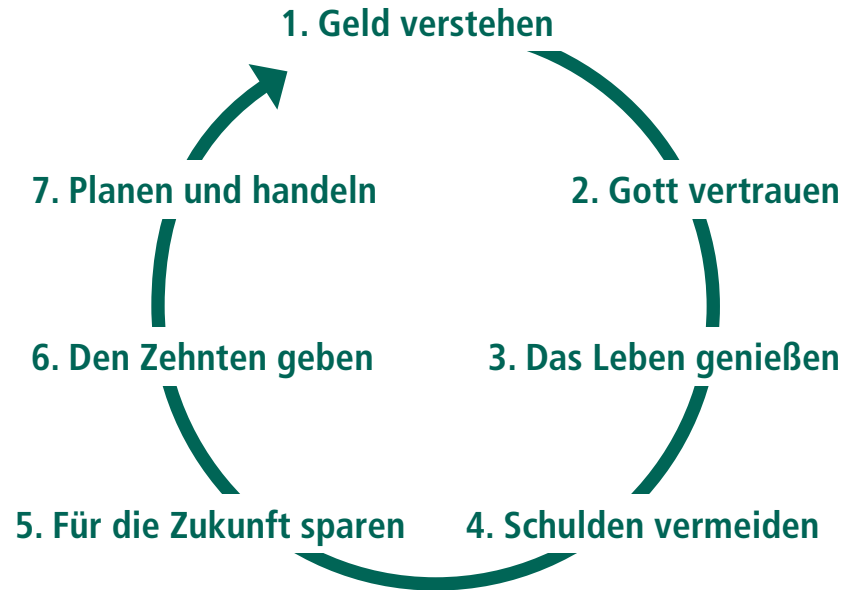 1. Geld verstehen
2. Gott vertrauen
3. Das Leben genießen
4. Schulden vermeiden
5. Für die Zukunft sparen
6. Den Zehnten geben
7. Planen und handeln